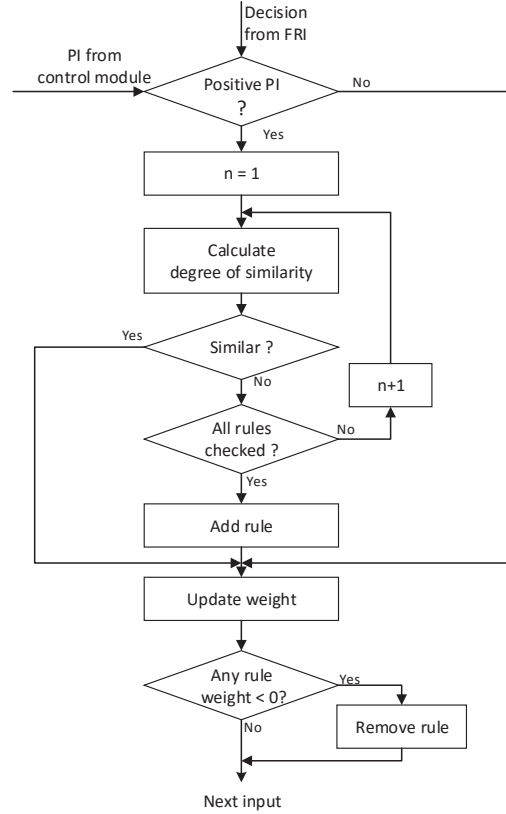 Decision
from FRI
PI from
control module
Positive PI
?
No
Yes
n = 1
Calculate
degree of similarity
Yes
Similar ?
No
n+1
All rules
checked ?
No
Yes
Add rule
Update weight
Any rule
weight < 0?
Yes
No
Remove rule
Next input